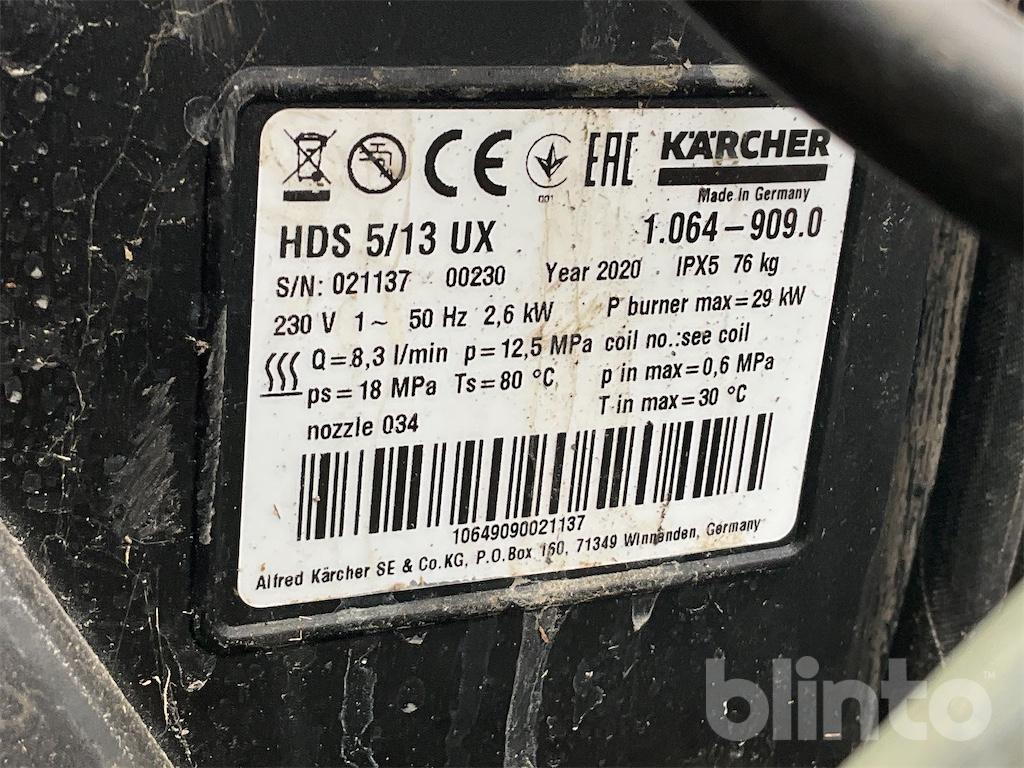 CE EAC KÄRCHER
001
Made in Germany
HDS 5/13 UX 1.064-909.0
S/N: 021137 00230 Year 2020 IPX5 76 kg
230 V 1~ 50 Hz 2,6 kW P burner max=29 kW
Q=8,3 l/min p=12,5 MPa coil no.:see coil
ps=18 MPa Ts=80 °C p in max=0,6 MPa
T in max=30 °C
nozzle 034
10649090021137
Alfred Kärcher SE & Co.KG, P.O.Box 160, 71349 Winnenden, Germany
blinto™